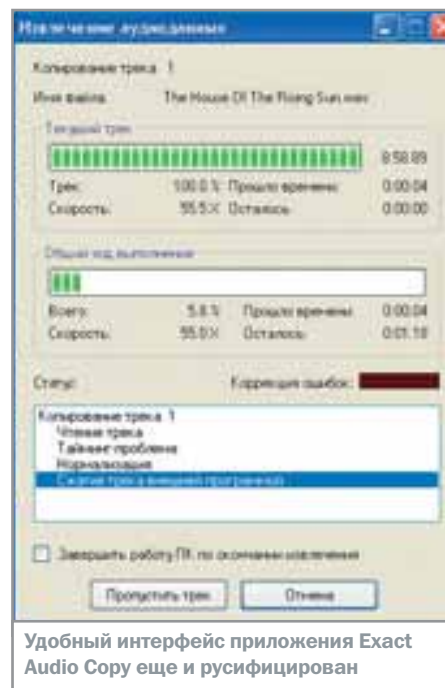 Извлечение аудиоданных
Копирование трека 1
Имя файла: The House Of The Rising Sun.wav
Текущий трек
8:58.89
Трек: 100.0 % Прошло времени: 0:00:04
Скорость: 55.5 X Осталось: 0:00:00
Общий ход выполнения
Всего: 5.8 % Прошло времени: 0:00:04
Скорость: 55.0 X Осталось: 0:01:18
Статус: Коррекция ошибок:
Копирование трека 1
Чтение трека
Тайминг проблема
Нормализация
Сжатие трека внешней программой
Завершить работу ПК по окончании извлечения
Пропустить трек Отмена
Удобный интерфейс приложения Exact
Audio Copy еще и русифицирован